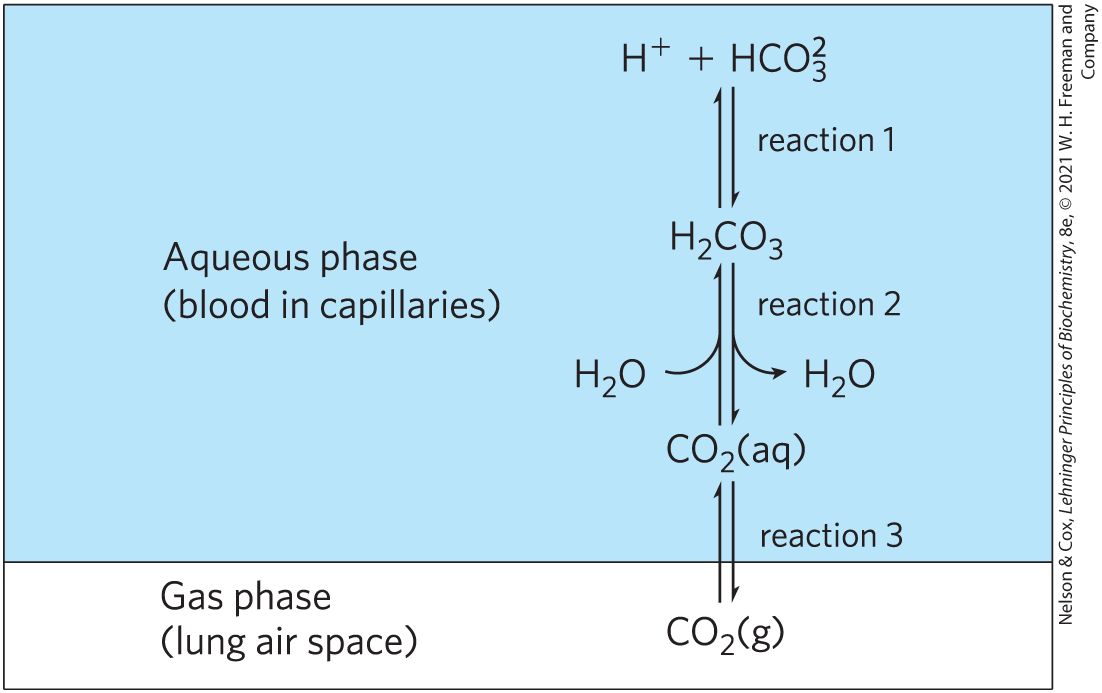 H⁺ + HCO₃²
reaction 1
H₂CO₃
Aqueous phase
(blood in capillaries)
reaction 2
H₂O H₂O
CO₂(aq)
reaction 3
Gas phase
(lung air space)
CO₂(g)
Nelson & Cox, Lehninger Principles of Biochemistry, 8e, © 2021 W. H. Freeman and
Company